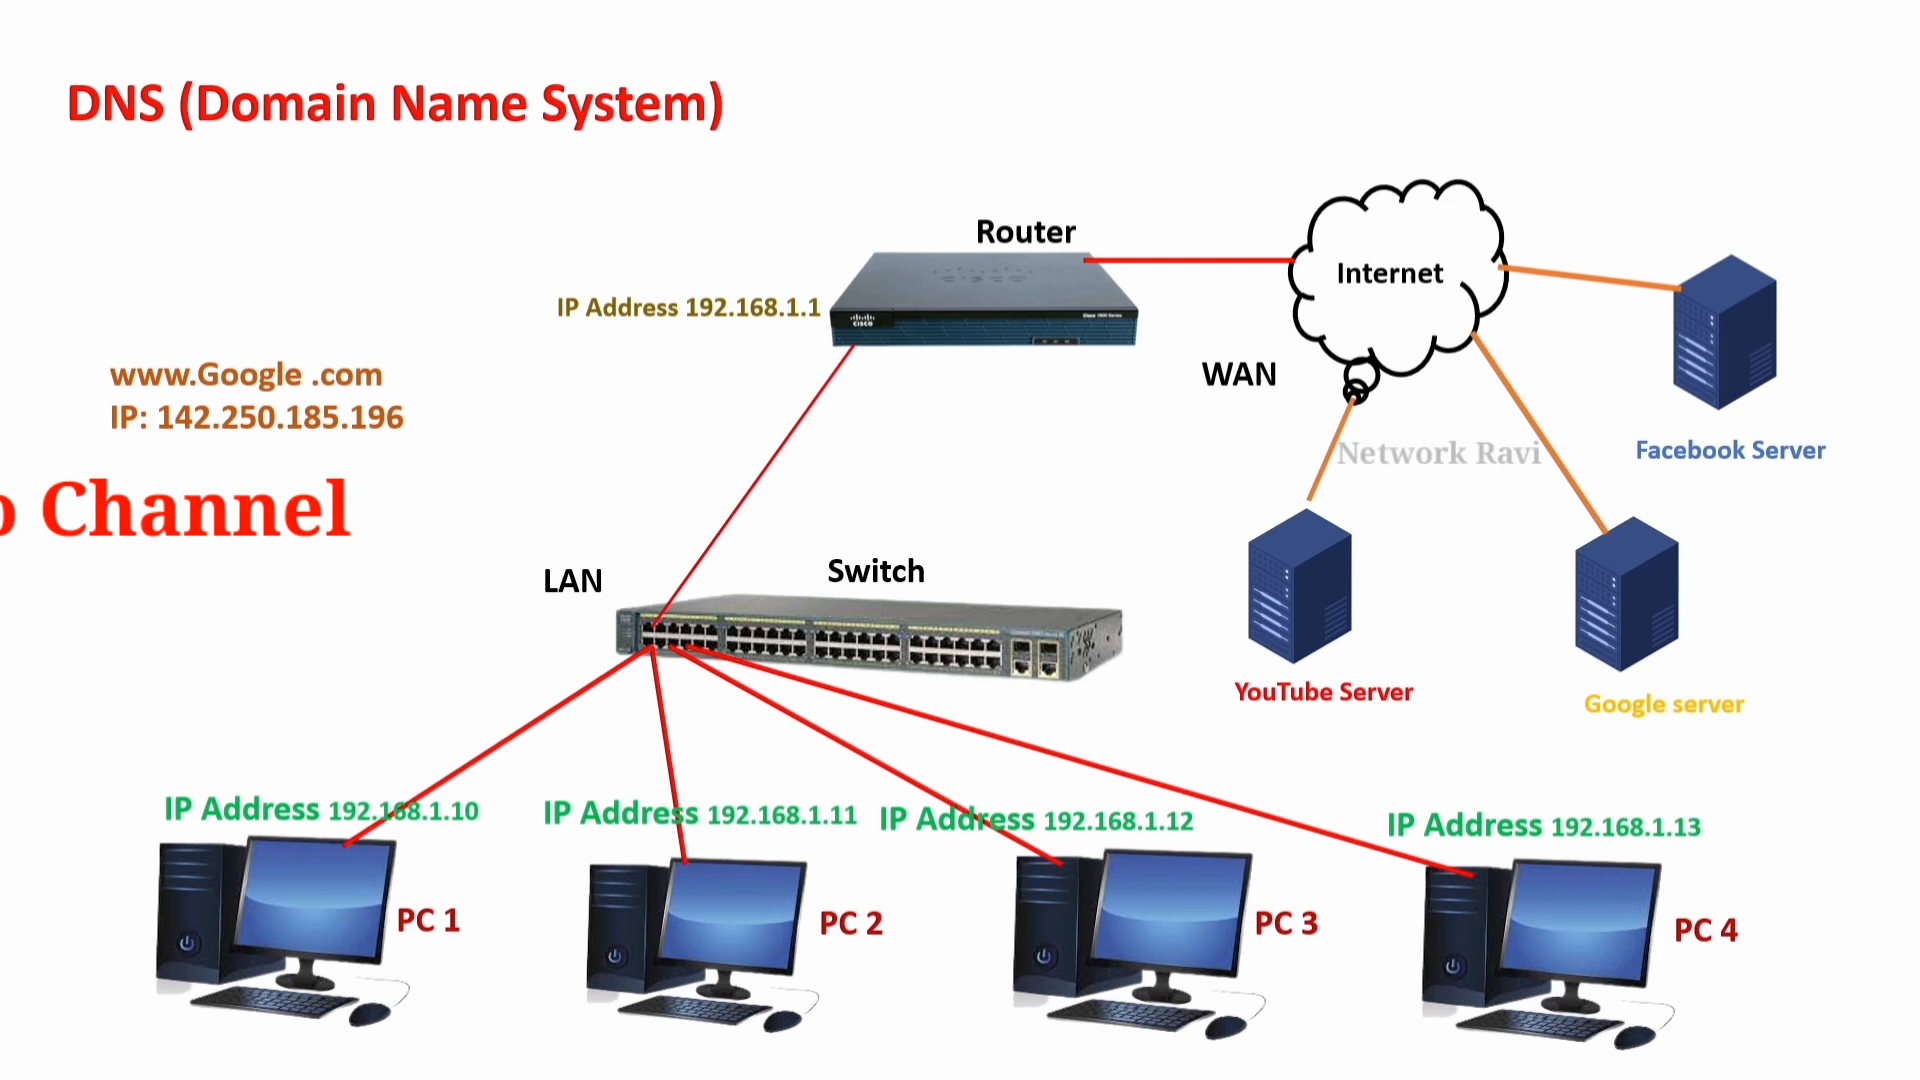 DNS (Domain Name System)
Router
Internet
IP Address 192.168.1.1
CISCO
www.Google .com
IP: 142.250.185.196
WAN
Network Ravi
Facebook Server
Channel
LAN
Switch
YouTube Server
Google server
IP Address 192.168.1.10
IP Address 192.168.1.11
IP Address 192.168.1.12
IP Address 192.168.1.13
PC 1
PC 2
PC 3
PC 4